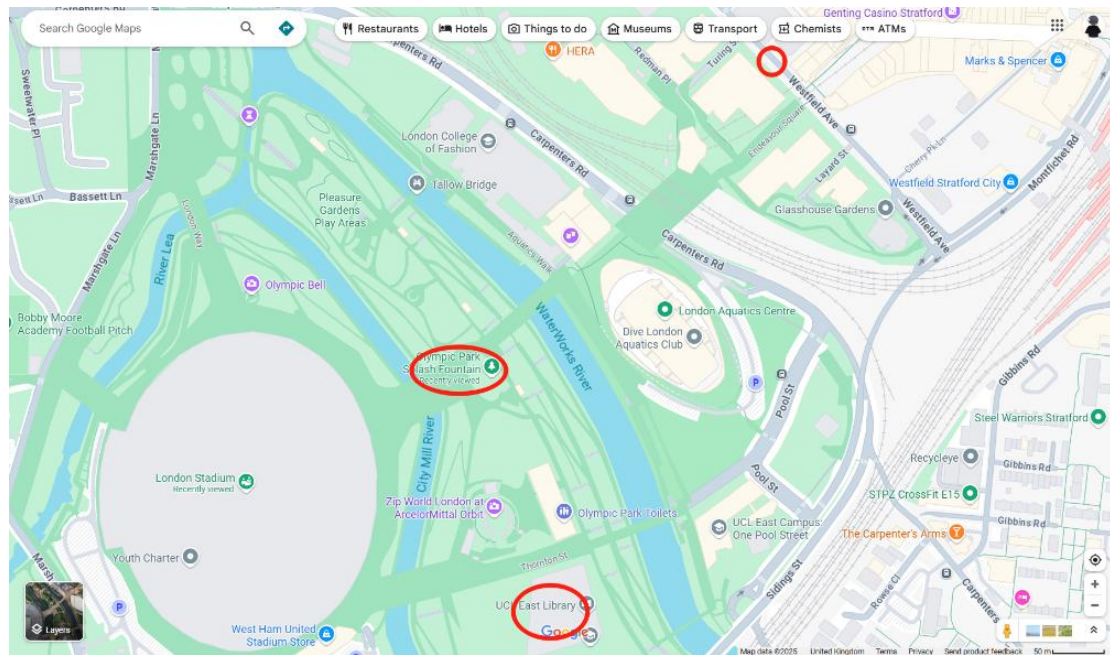 Search Google Maps
Restaurants
Hotels
Things to do
Museums
Transport
Chemists
ATMs
Genting Casino Stratford
HERA
Redman Pl
Turing St
Marks & Spencer
Westfield Ave
Sweetwater Pl
Marshgate Ln
Carpenters Rd
London College
of Fashion
Carpenters Rd
Endeavour Square
Cherry Pk Ln
Montfichet Rd
Layard St
Tallow Bridge
Westfield Stratford City
Bassett Ln
Bassett Ln
Pleasure
Gardens
Play Areas
London Way
Glasshouse Gardens
Westfield Ave
Aquatics Walk
Carpenters Rd
Marshgate Ln
River Lea
Olympic Bell
London Aquatics Centre
Bobby Moore
Academy Football Pitch
WaterWorks River
Dive London
Aquatics Club
Olympic Park
Splash Fountain
Recently viewed
P
Gibbins Rd
Pool St
Steel Warriors Stratford
City Mill River
Recycleye
Gibbins Rd
London Stadium
Recently viewed
Pool St
STPZ CrossFit E15
Zip World London at
ArcelorMittal Orbit
Olympic Park Toilets
UCL East Campus:
One Pool Street
Gibbins Rd
The Carpenter's Arms
Youth Charter
Thornton St
Sidings St
Rowse Cl
Carpenters
Marsh
P
UCL East Library
Layers
West Ham United
Stadium Store
Google
Map data ©2025 United Kingdom Terms Privacy Send product feedback 50 m